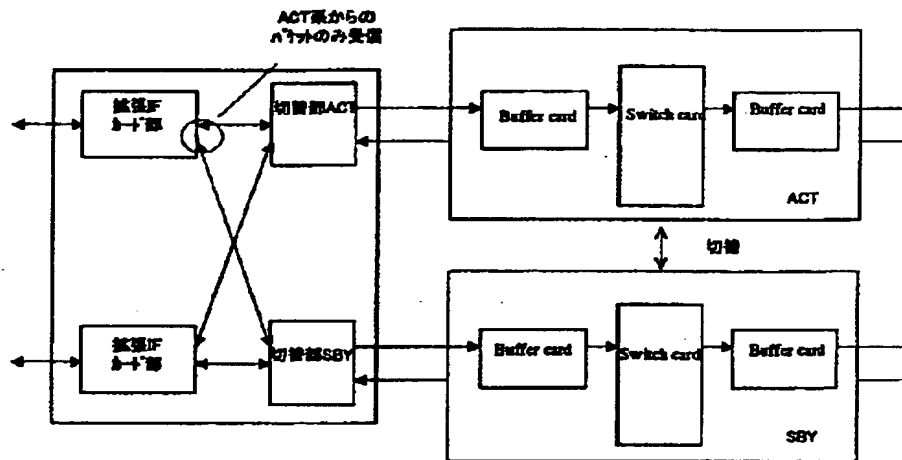 ACT系からの
パケットのみ受信
拡張IF
カード部
切替部ACT
Buffer card
Switch card
Buffer card
ACT
切替
拡張IF
カード部
切替部SBY
Buffer card
Switch card
Buffer card
SBY